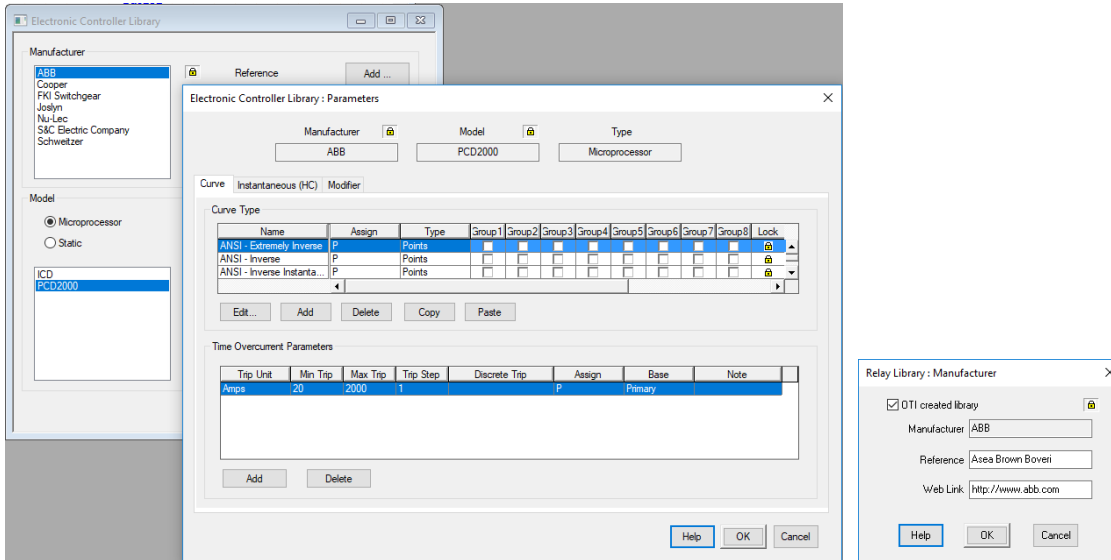 Electronic Controller Library
Manufacturer
ABB
Cooper
FKI Switchgear
Joslyn
Nu-Lec
S&C Electric Company
Schweitzer
Reference
Add ...
Model
Microprocessor
Static
ICD
PCD2000
Electronic Controller Library : Parameters
Manufacturer Model Type
ABB PCD2000 Microprocessor
Curve Instantaneous (HC) Modifier
Curve Type
Name Assign Type Group1 Group2 Group3 Group4 Group5 Group6 Group7 Group8 Lock
ANSI - Extremely Inverse P Points
ANSI - Inverse P Points
ANSI - Inverse Instanta... P Points
Edit... Add Delete Copy Paste
Time Overcurrent Parameters
Trip Unit Min Trip Max Trip Trip Step Discrete Trip Assign Base Note
Amps 20 2000 1 P Primary
Add Delete
Help OK Cancel
Relay Library : Manufacturer
OTI created library
Manufacturer ABB
Reference Asea Brown Boveri
Web Link http://www.abb.com
Help OK Cancel